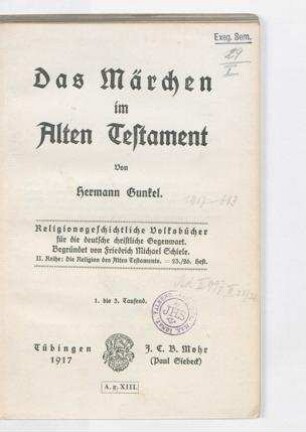 Exeg. Sem.
29
I
Das Märchen
im
Alten Testament
Von
Hermann Gunkel.
Religionsgeschichtliche Volksbücher
für die deutsche christliche Gegenwart.
Begründet von Friedrich Michael Schiele.
II. Reihe: Die Religion des Alten Testaments. — 23./26. Heft.
1. bis 3. Tausend.
Tübingen
1917
J. C. B. Mohr
(Paul Siebeck)
A. g. XIII.